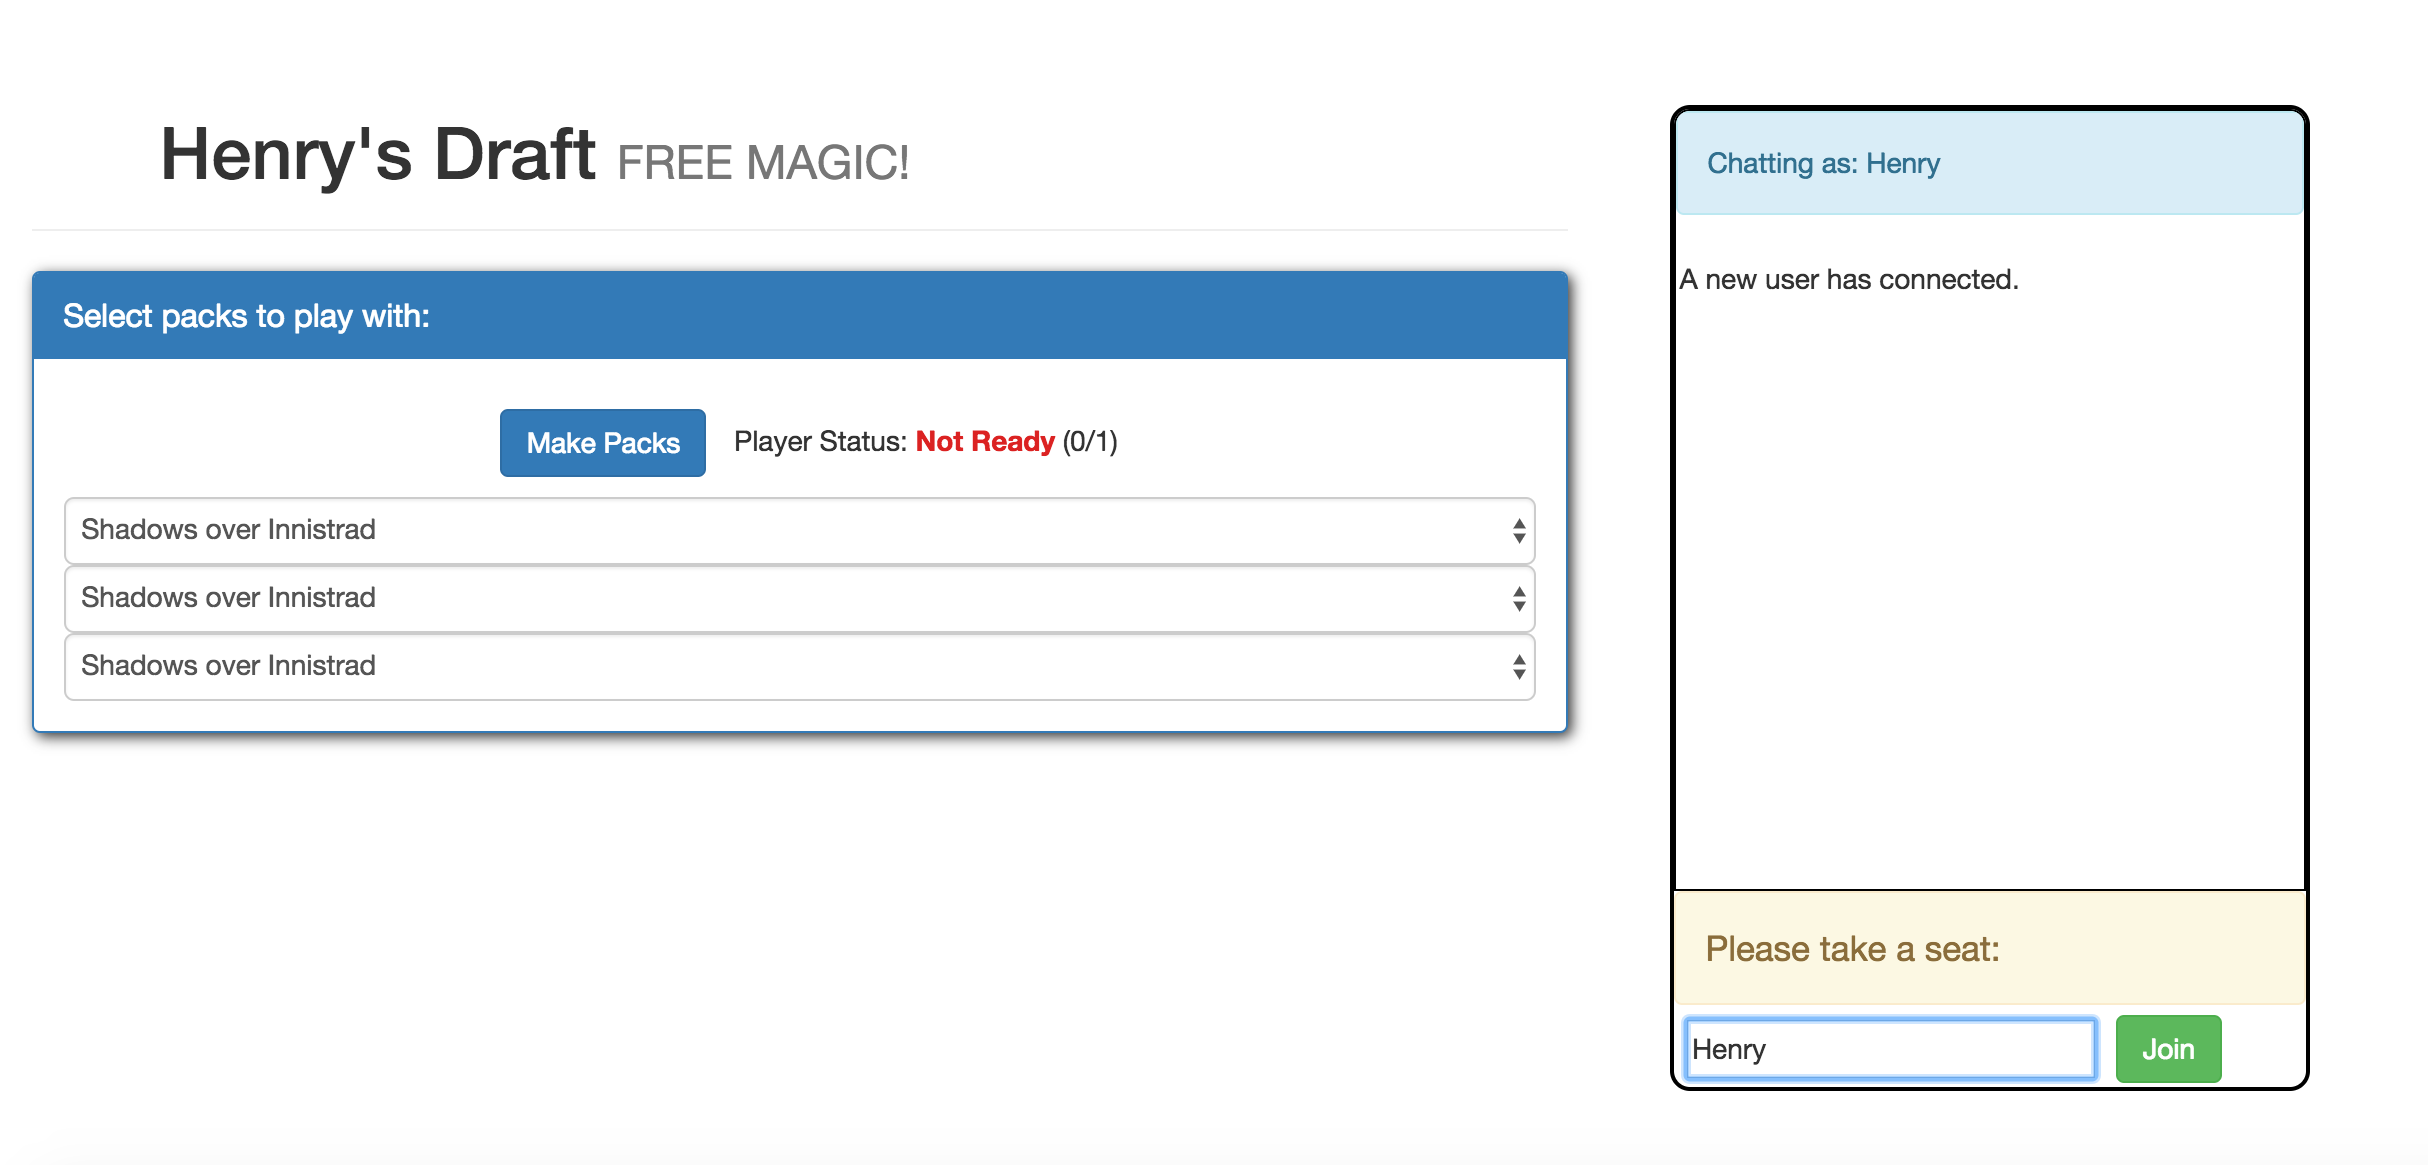 Henry's Draft FREE MAGIC!
Select packs to play with:
Make Packs Player Status: Not Ready (0/1)
Shadows over Innistrad
Shadows over Innistrad
Shadows over Innistrad
Chatting as: Henry
A new user has connected.
Please take a seat:
Henry Join